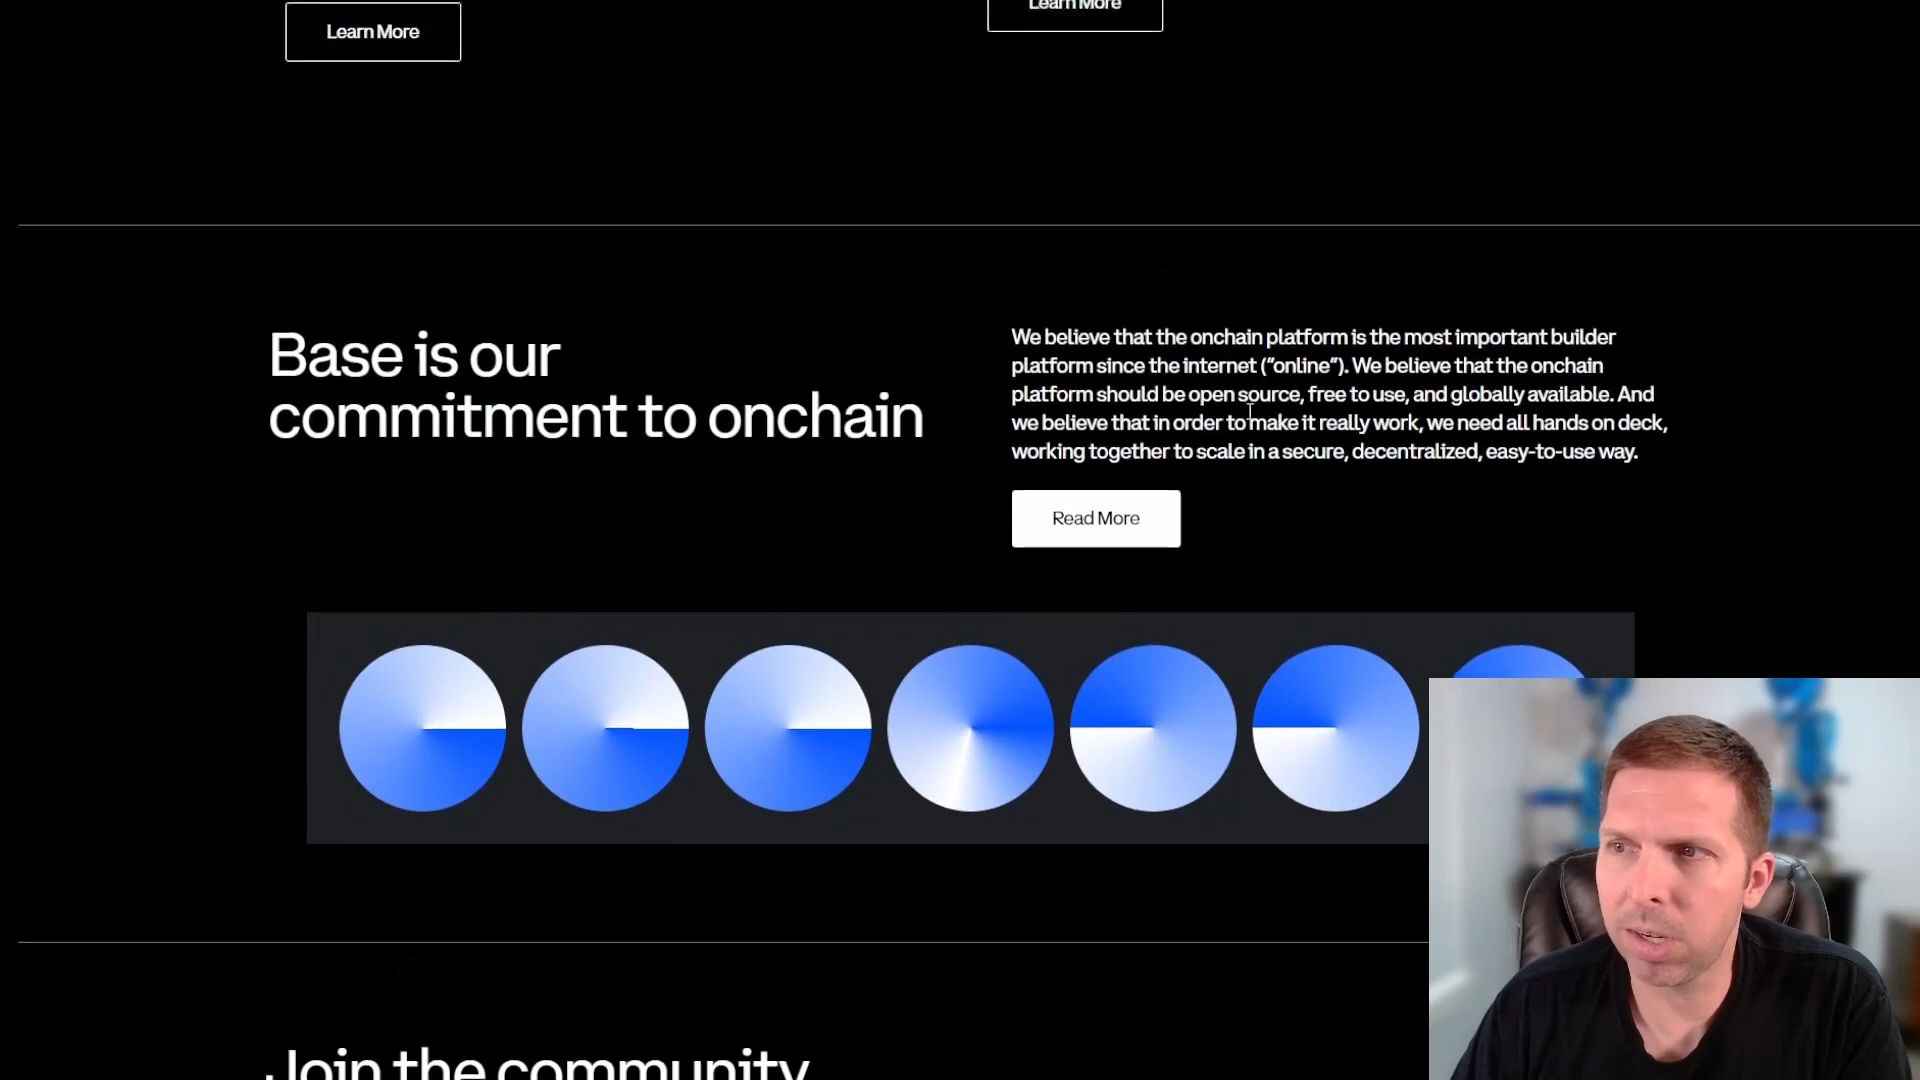 Learn More
Learn More
Base is our
commitment to onchain
We believe that the onchain platform is the most important builder
platform since the internet (“online”). We believe that the onchain
platform should be open source, free to use, and globally available. And
we believe that in order to make it really work, we need all hands on deck,
working together to scale in a secure, decentralized, easy-to-use way.
Read More
Join the community